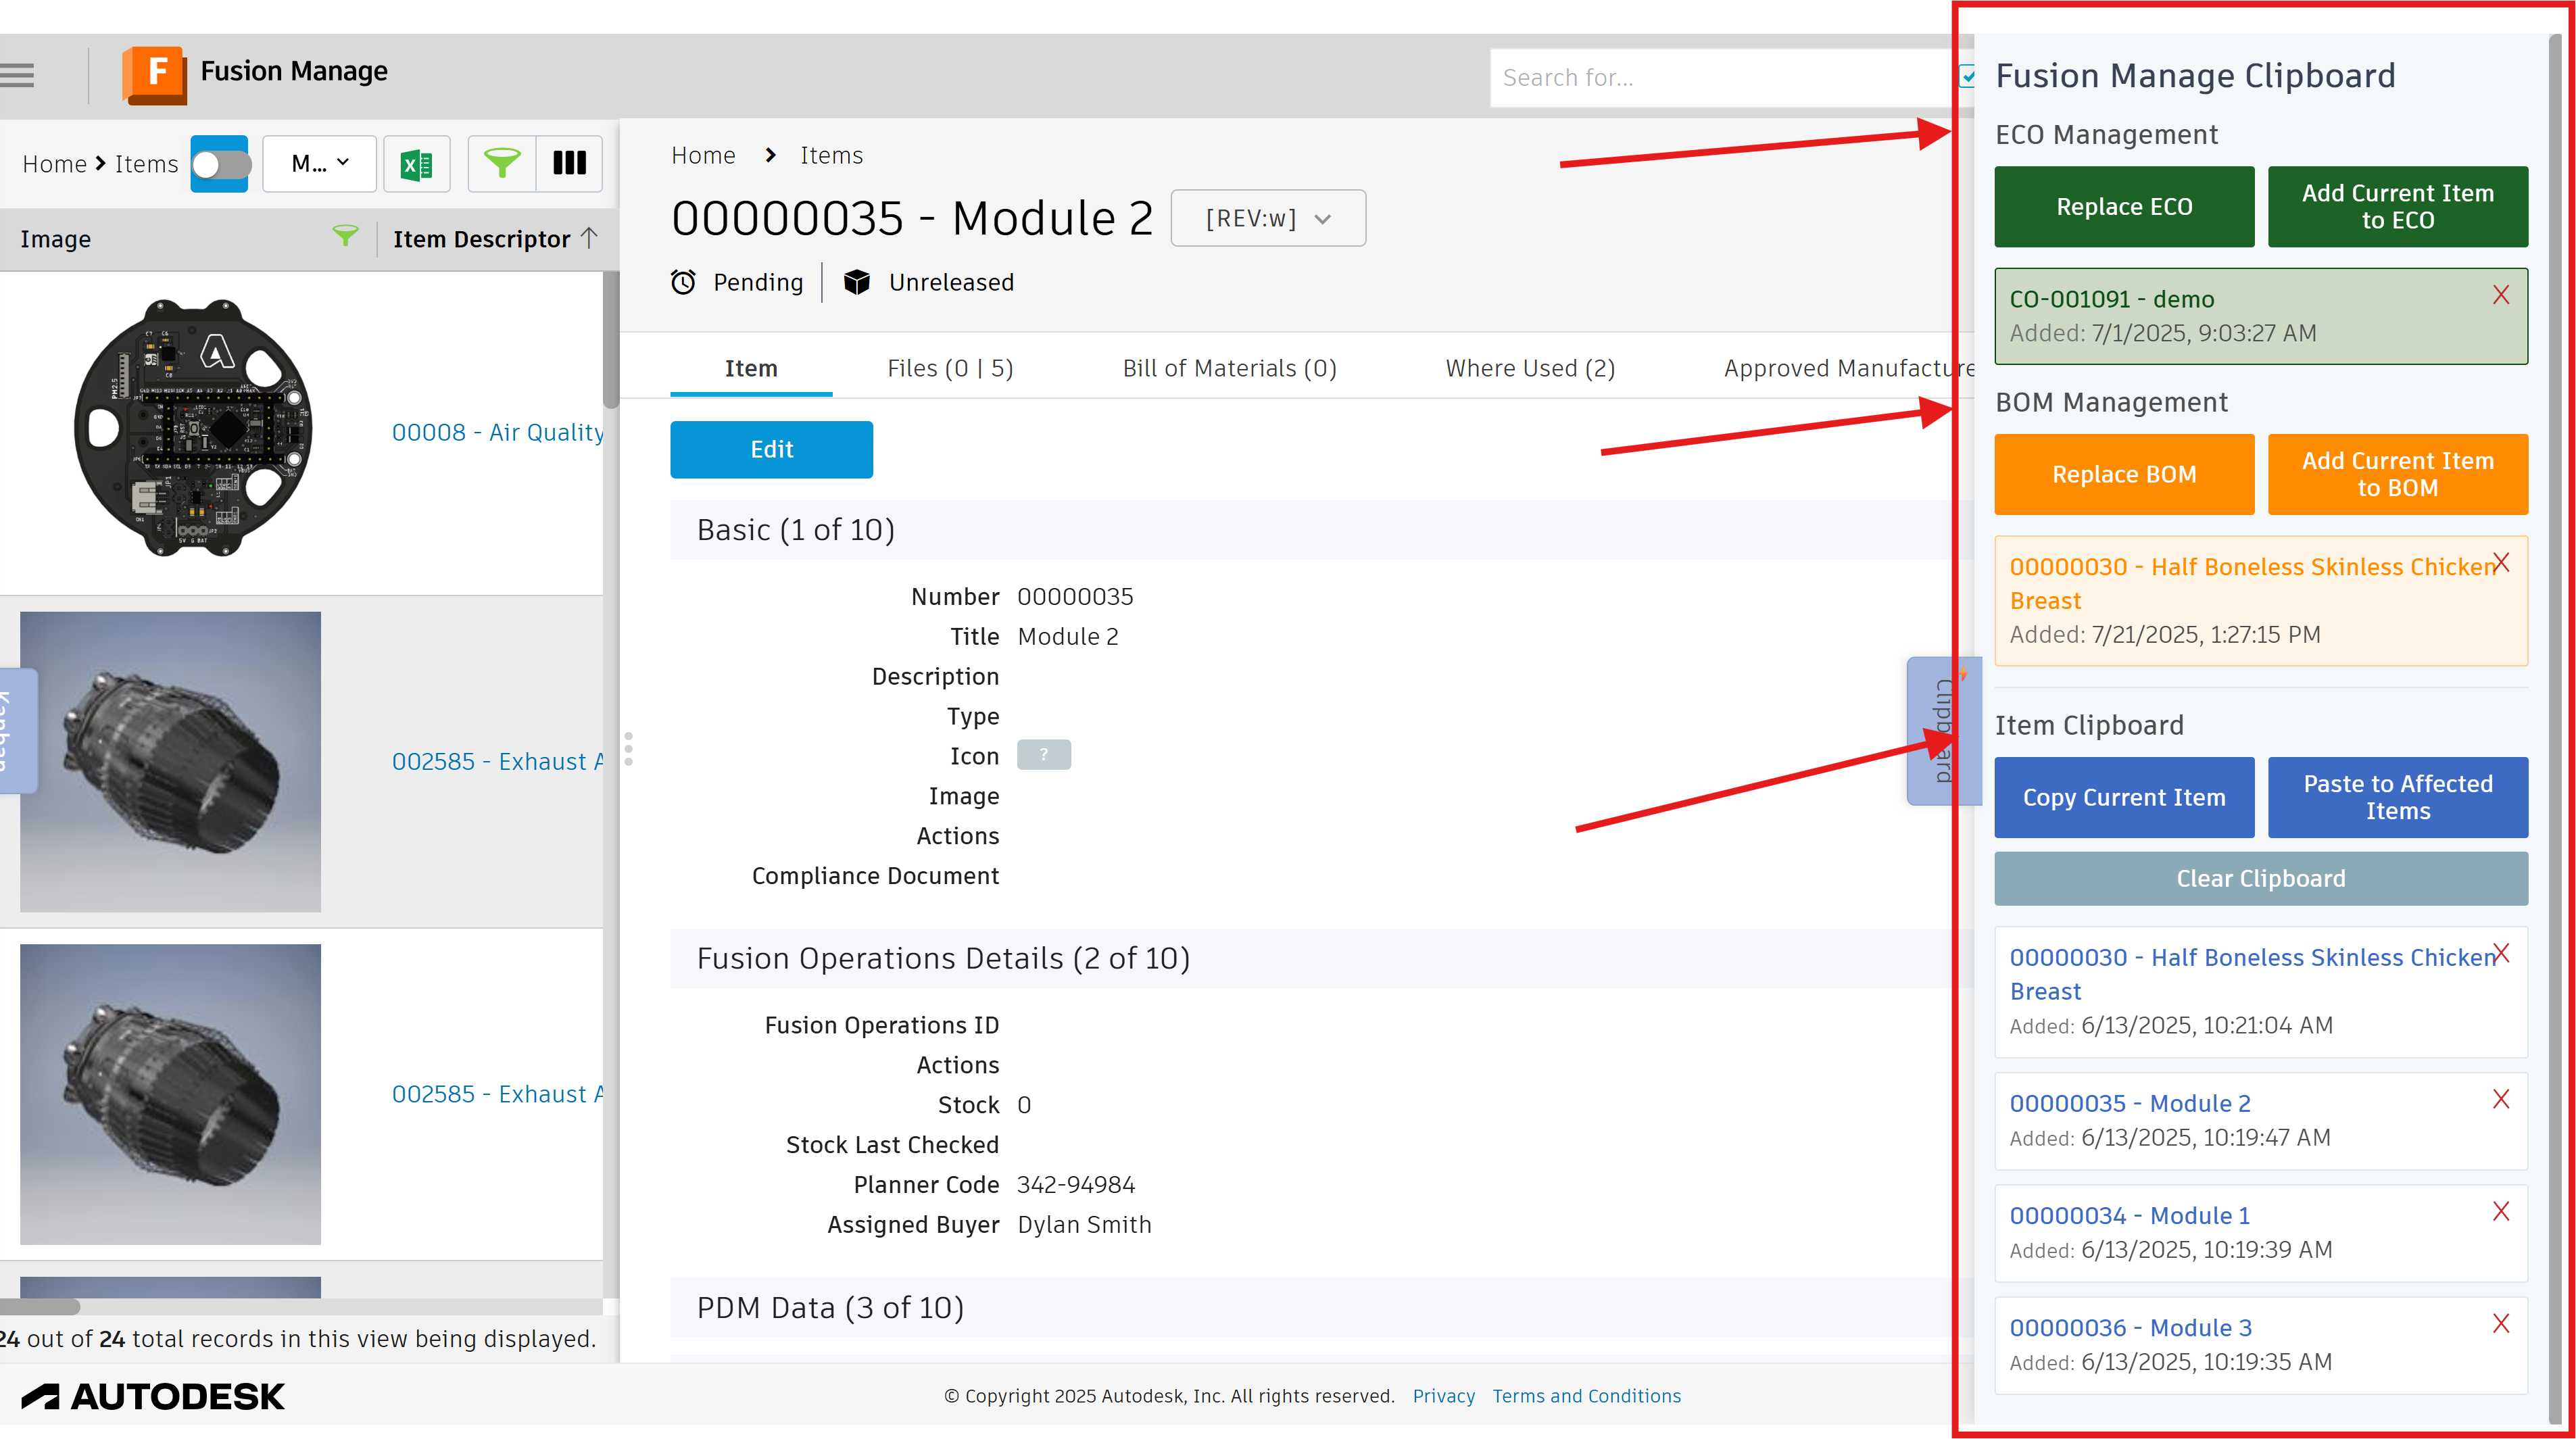 Fusion Manage
Search for...
Home > Items
M...
Image
Item Descriptor
00008 - Air Quality
002585 - Exhaust A
002585 - Exhaust A
24 out of 24 total records in this view being displayed.
Kanban
Home > Items
00000035 - Module 2
[REV:w]
Pending
Unreleased
Item
Files (0 | 5)
Bill of Materials (0)
Where Used (2)
Approved Manufacture
Edit
Basic (1 of 10)
Number 00000035
Title Module 2
Description
Type
Icon ?
Image
Actions
Compliance Document
Fusion Operations Details (2 of 10)
Fusion Operations ID
Actions
Stock 0
Stock Last Checked
Planner Code 342-94984
Assigned Buyer Dylan Smith
PDM Data (3 of 10)
Clipboard
Fusion Manage Clipboard
ECO Management
Replace ECO
Add Current Item
to ECO
CO-001091 - demo
X
Added: 7/1/2025, 9:03:27 AM
BOM Management
Replace BOM
Add Current Item
to BOM
00000030 - Half Boneless Skinless Chicken
X
Breast
Added: 7/21/2025, 1:27:15 PM
Item Clipboard
Copy Current Item
Paste to Affected
Items
Clear Clipboard
00000030 - Half Boneless Skinless Chicken
X
Breast
Added: 6/13/2025, 10:21:04 AM
00000035 - Module 2
X
Added: 6/13/2025, 10:19:47 AM
00000034 - Module 1
X
Added: 6/13/2025, 10:19:39 AM
00000036 - Module 3
X
Added: 6/13/2025, 10:19:35 AM
AUTODESK
© Copyright 2025 Autodesk, Inc. All rights reserved. Privacy Terms and Conditions